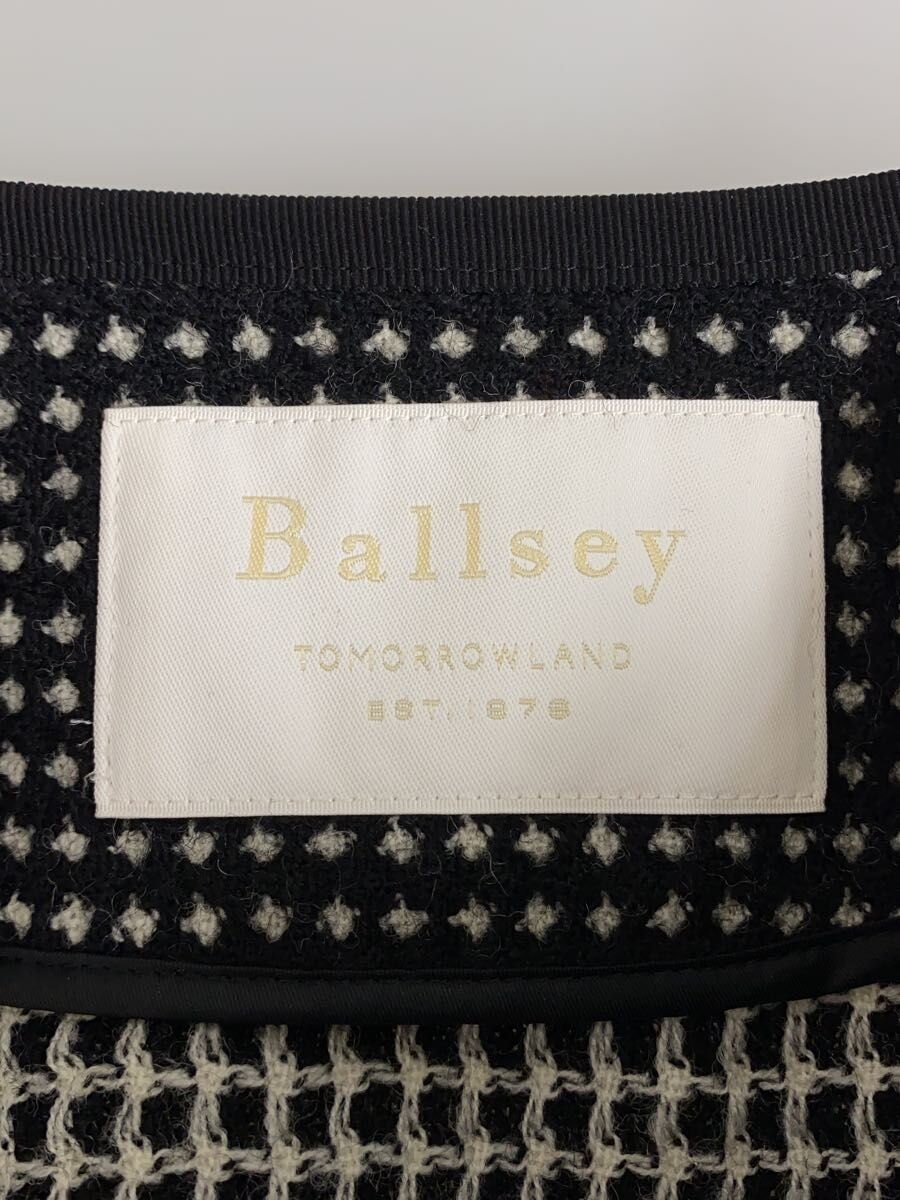 Ballsey
TOMORROWLAND
EST. 1978